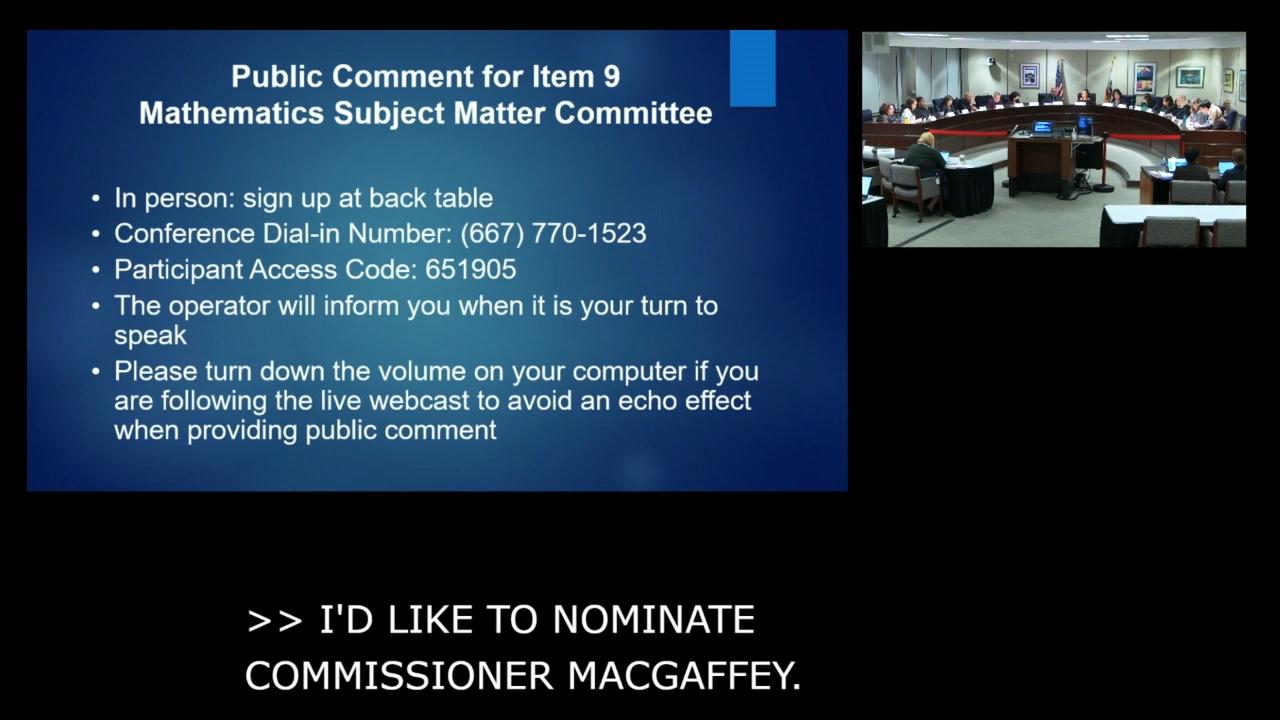 Public Comment for Item 9
Mathematics Subject Matter Committee
• In person: sign up at back table
• Conference Dial-in Number: (667) 770-1523
• Participant Access Code: 651905
• The operator will inform you when it is your turn to
speak
• Please turn down the volume on your computer if you
are following the live webcast to avoid an echo effect
when providing public comment
>> I'D LIKE TO NOMINATE
COMMISSIONER MACGAFFEY.